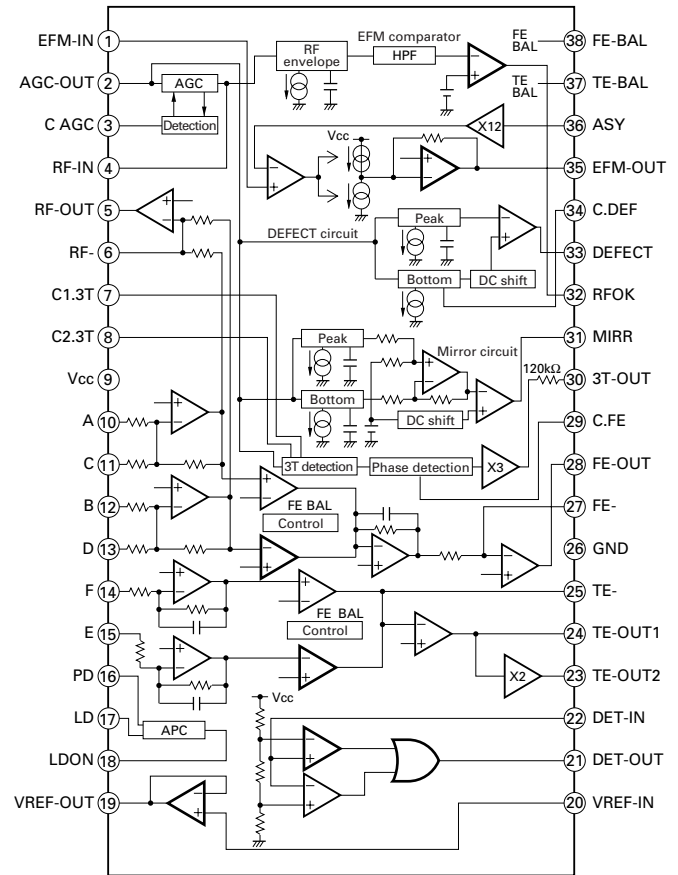 EFM-IN 1
AGC-OUT 2
C AGC 3
RF-IN 4
RF-OUT 5
RF- 6
C1.3T 7
C2.3T 8
Vcc 9
A 10
C 11
B 12
D 13
F 14
E 15
PD 16
LD 17
LDON 18
VREF-OUT 19
AGC
Detection
RF
envelope
EFM comparator
HPF
FE
BAL
TE
BAL
X12
Vcc
DEFECT circuit
Peak
Bottom
DC shift
Peak
Mirror circuit
Bottom
DC shift
120kΩ
3T detection
Phase detection
X3
FE BAL
Control
FE BAL
Control
X2
APC
Vcc
38 FE-BAL
37 TE-BAL
36 ASY
35 EFM-OUT
34 C.DEF
33 DEFECT
32 RFOK
31 MIRR
30 3T-OUT
29 C.FE
28 FE-OUT
27 FE-
26 GND
25 TE-
24 TE-OUT1
23 TE-OUT2
22 DET-IN
21 DET-OUT
20 VREF-IN